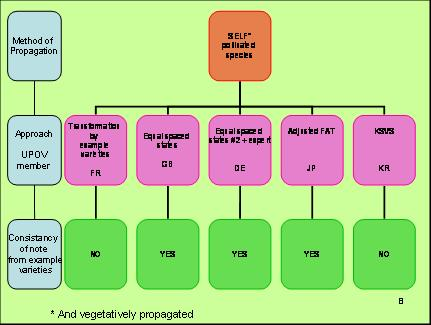 Method of
Propagation
SELF*
pollinated
species
Approach
UPOV
member
Transformation
by
example
varieties
FR
Equal spaced
states
GB
Equal spaced
states #2 + expert
DE
Adjusted FAT
JP
KSVS
KR
Consistancy
of note
from example
varieties
NO
YES
YES
YES
NO
8
* And vegetatively propagated